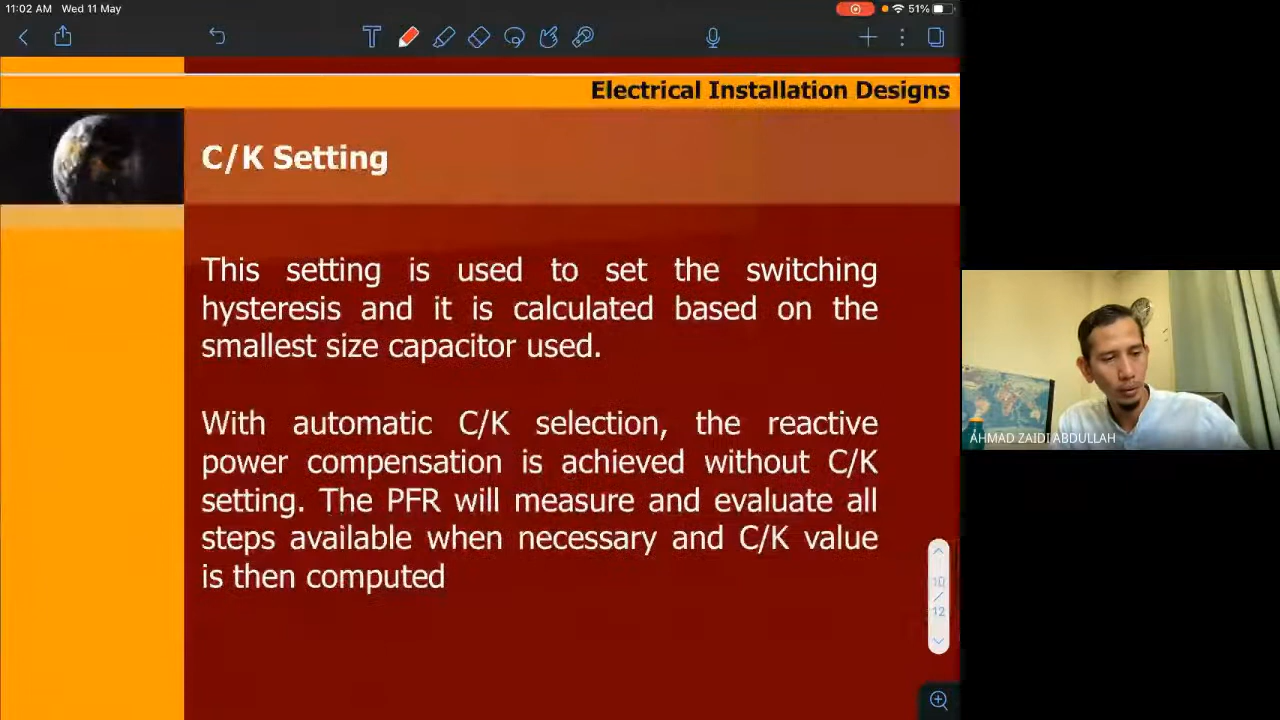 11:02 AM Wed 11 May
51%
Electrical Installation Designs
C/K Setting
This setting is used to set the switching
hysteresis and it is calculated based on the
smallest size capacitor used.
With automatic C/K selection, the reactive
power compensation is achieved without C/K
setting. The PFR will measure and evaluate all
steps available when necessary and C/K value
is then computed
10
/
12
AHMAD ZAIDI ABDULLAH